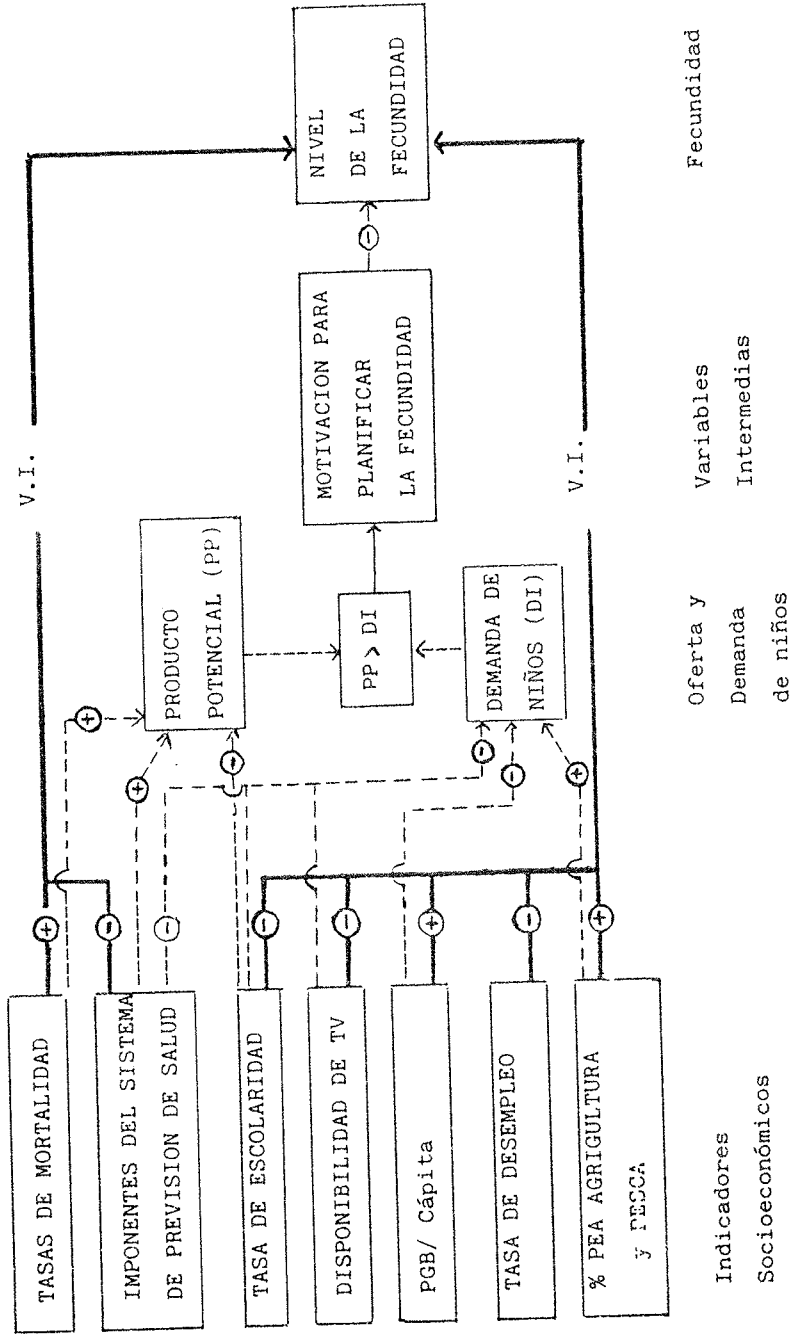 TASAS DE MORTALIDAD
IMPONENTES DEL SISTEMA
DE PREVISION DE SALUD
TASA DE ESCOLARIDAD
DISPONIBILIDAD DE TV
PGB/ Cápita
TASA DE DESEMPLEO
% PEA AGRIGULTURA
y PESCA
Indicadores
Socioeconómicos
+
-
-
-
-
+
-
+
+
+
-
-
-
+
V.I.
V.I.
PRODUCTO
POTENCIAL (PP)
PP > DI
DEMANDA DE
NIÑOS (DI)
Oferta y
Demanda
de niños
MOTIVACION PARA
PLANIFICAR
LA FECUNDIDAD
-
Variables
Intermedias
NIVEL
DE LA
FECUNDIDAD
Fecundidad